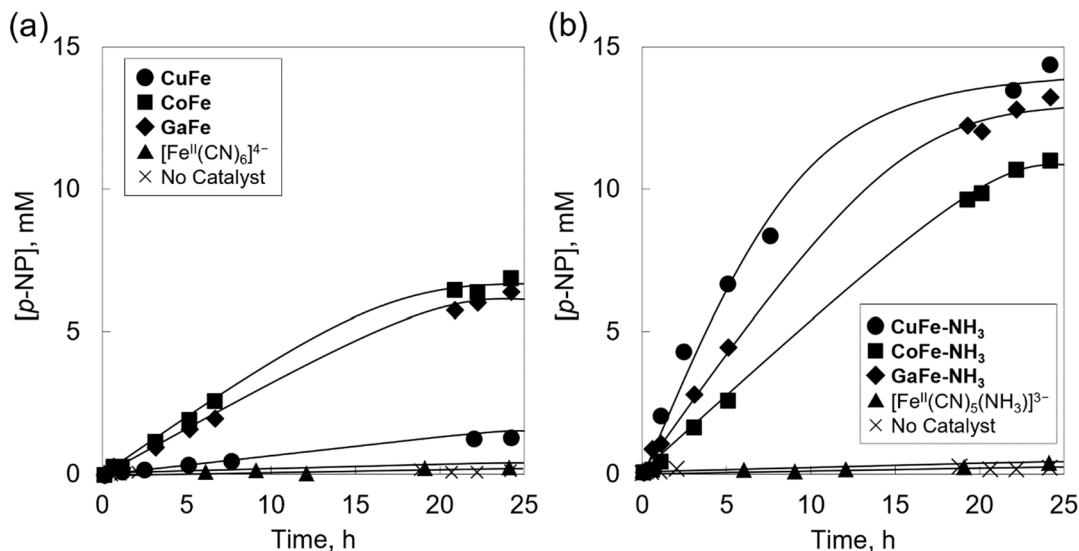 (a)
15
10
5
0
[p-NP], mM
CuFe
CoFe
GaFe
[Feᴵᴵ(CN)₆]⁴⁻
No Catalyst
0 5 10 15 20 25
Time, h
(b)
15
10
5
0
[p-NP], mM
CuFe-NH₃
CoFe-NH₃
GaFe-NH₃
[Feᴵᴵ(CN)₅(NH₃)]³⁻
No Catalyst
0 5 10 15 20 25
Time, h